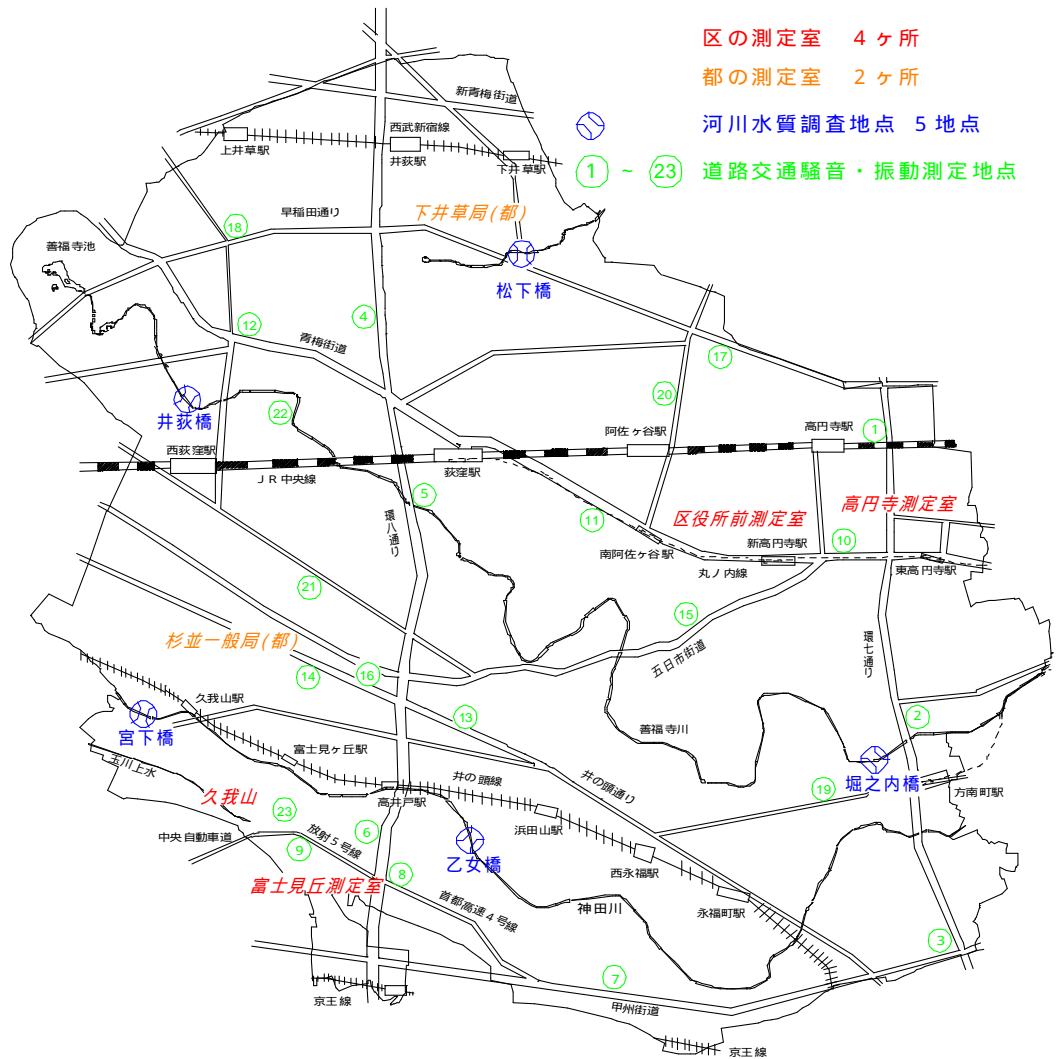 区の測定室 4ヶ所
都の測定室 2ヶ所
河川水質調査地点 5地点
1 ~ 23 道路交通騒音・振動測定地点
新青梅街道
西武新宿線
上井草駅
井荻駅
下井草駅
早稲田通り
下井草局(都)
18
善福寺池
松下橋
4
12
青梅街道
17
20
井荻橋
22
阿佐ヶ谷駅
高円寺駅
1
西荻窪駅
荻窪駅
JR中央線
5
環八通り
11
区役所前測定室
高円寺測定室
南阿佐ヶ谷駅
新高円寺駅
10
丸ノ内線
東高円寺駅
21
15
五日市街道
環七通り
杉並一般局(都)
14
16
久我山駅
13
2
宮下橋
善福寺川
富士見ヶ丘駅
玉川上水
井の頭線
井の頭通り
堀之内橋
19
方南町駅
久我山
高井戸駅
23
浜田山駅
中央自動車道
放射5号線
6
9
乙女橋
富士見丘測定室
8
西永福駅
首都高速4号線
神田川
永福町駅
3
7
京王線
甲州街道
京王線